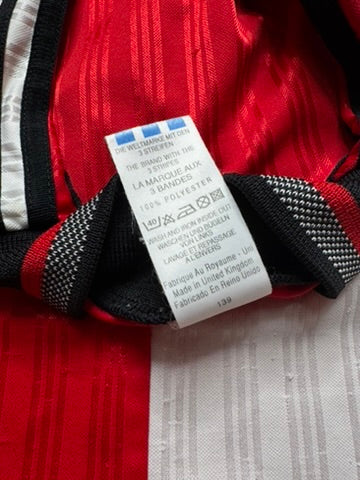 DIE WELTMARKE MIT DEN
3 STREIFEN
THE BRAND WITH THE
3 STRIPES
LA MARQUE AUX
3 BANDES
100% POLYESTER
40
WASH AND IRON INSIDE OUT
WASCHEN UND BÜGELN
VON LINKS
LAVAGE ET REPASSAGE
A L'ENVERS
Fabrique Au Royaume - Uni
Made in United Kingdom
Fabricado En Reino Unido
139